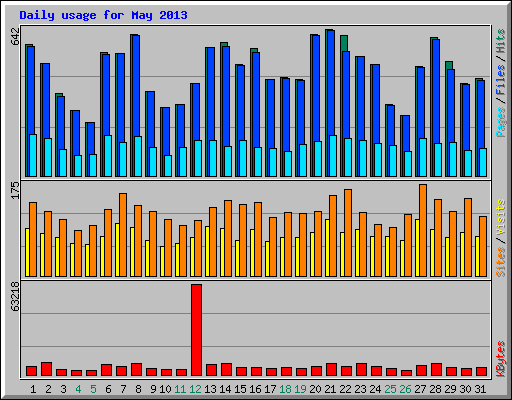 Daily usage for May 2013
642
Pages / Files / Hits
175
Sites / Visits
63218
KBytes
1 2 3 4 5 6 7 8 9 10 11 12 13 14 15 16 17 18 19 20 21 22 23 24 25 26 27 28 29 30 31